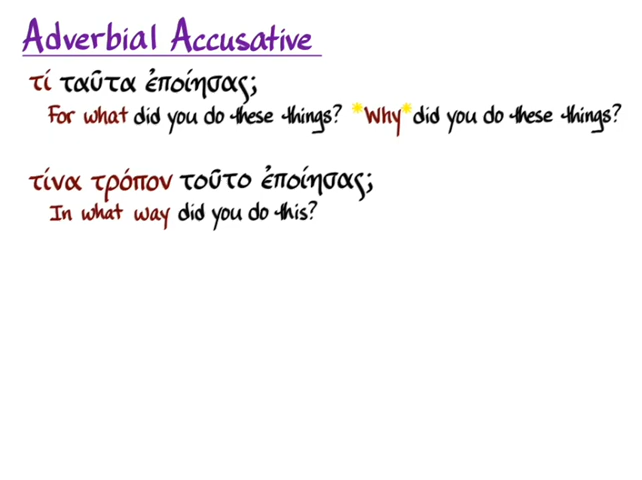 Adverbial Accusative
τί ταῦτα ἐποίησας;
For what did you do these things? *Why* did you do these things?
τίνα τρόπον τοῦτο ἐποίησας;
In what way did you do this?